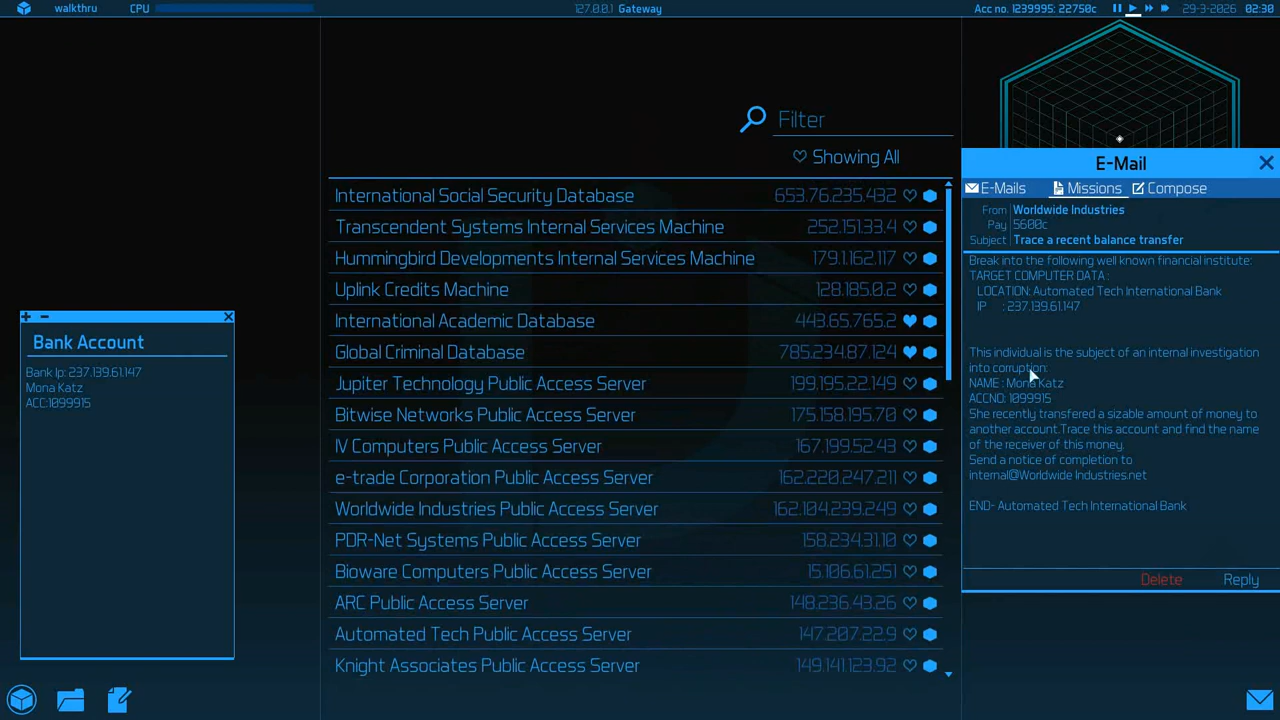 walkthru
CPU
127.0.0.1 Gateway
Acc no. 1239995: 22750c
29-3-2026 02:30
Filter
Showing All
International Social Security Database 653.76.235.432
Transcendent Systems Internal Services Machine 252.151.33.4
Hummingbird Developments Internal Services Machine 179.1.162.117
Uplink Credits Machine 128.185.0.2
International Academic Database 443.65.765.2
Global Criminal Database 785.234.87.124
Jupiter Technology Public Access Server 199.195.22.149
Bitwise Networks Public Access Server 175.158.195.70
IV Computers Public Access Server 167.199.52.43
e-trade Corporation Public Access Server 162.220.247.211
Worldwide Industries Public Access Server 162.104.239.249
PDR-Net Systems Public Access Server 158.234.31.10
Bioware Computers Public Access Server 15.106.61.251
ARC Public Access Server 148.236.43.26
Automated Tech Public Access Server 147.207.22.9
Knight Associates Public Access Server 149.141.123.92
Bank Account
Bank Ip: 237.139.61.147
Mona Katz
ACC:1099915
E-Mail
E-Mails Missions Compose
From Worldwide Industries
Pay 5600c
Subject Trace a recent balance transfer
Break into the following well known financial institute:
TARGET COMPUTER DATA :
LOCATION: Automated Tech International Bank
IP : 237.139.61.147
This individual is the subject of an internal investigation
into corruption:
NAME : Mona Katz
ACCNO: 1099915
She recently transfered a sizable amount of money to
another account.Trace this account and find the name
of the receiver of this money.
Send a notice of completion to
internal@Worldwide Industries.net
END- Automated Tech International Bank
Delete Reply